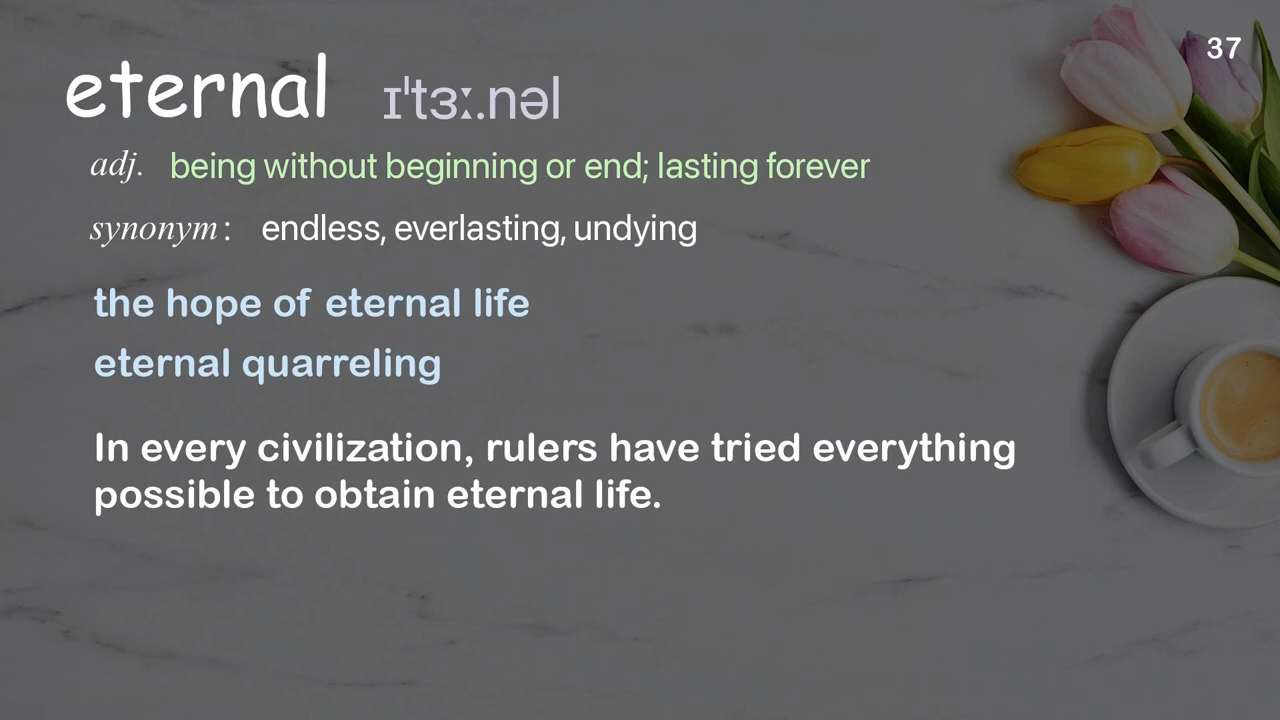 37
eternal ɪˈtɜː.nəl
adj. being without beginning or end; lasting forever
synonym: endless, everlasting, undying
the hope of eternal life
eternal quarreling
In every civilization, rulers have tried everything
possible to obtain eternal life.